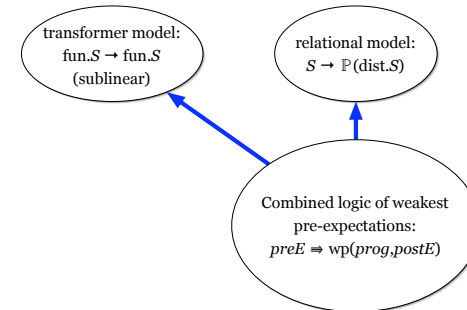 transformer model:
fun.S → fun.S
(sublinear)
relational model:
S → ℙ(dist.S)
Combined logic of weakest
pre-expectations:
preE ⇛ wp(prog,postE)